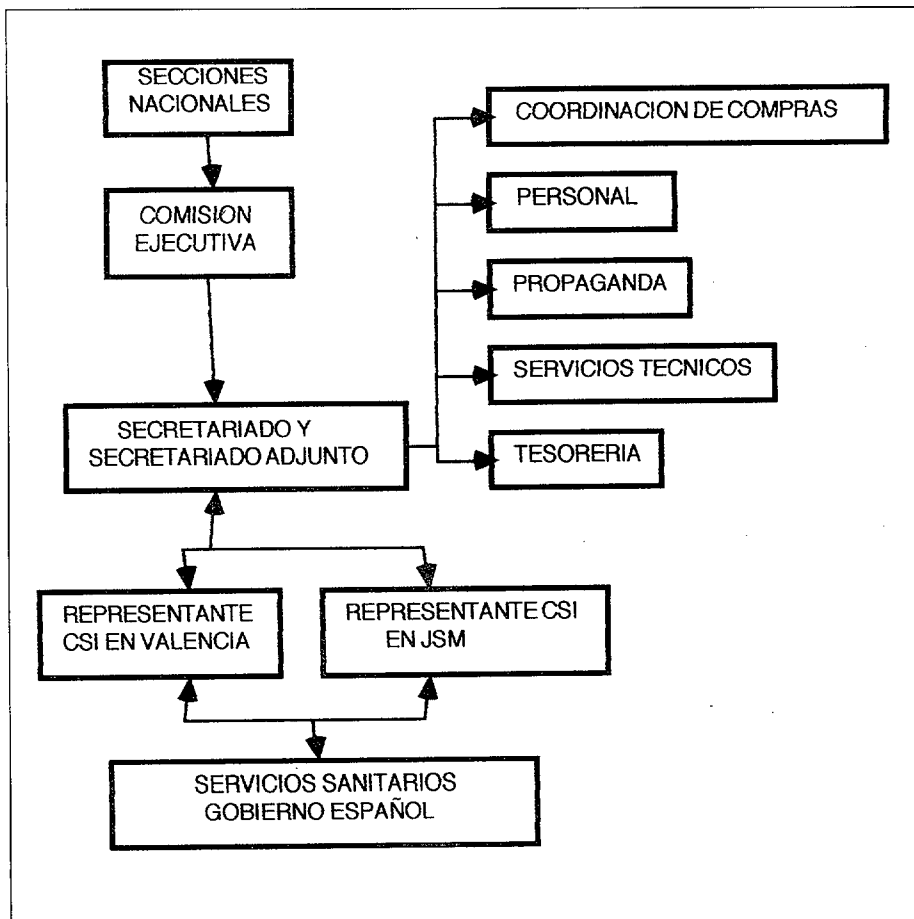 SECCIONES
NACIONALES
COMISION
EJECUTIVA
COORDINACION DE COMPRAS
PERSONAL
PROPAGANDA
SERVICIOS TECNICOS
TESORERIA
SECRETARIADO Y
SECRETARIADO ADJUNTO
REPRESENTANTE
CSI EN VALENCIA
REPRESENTANTE CSI
EN JSM
SERVICIOS SANITARIOS
GOBIERNO ESPAÑOL